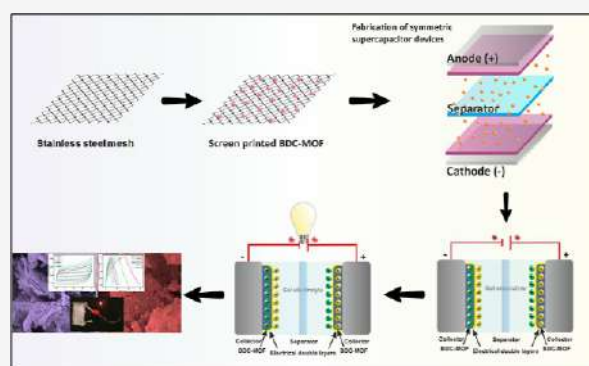 Fabrication of symmetric
supercapacitor devices
Anode (+)
Separator
Cathode (-)
Stainless steelmesh
Screen printed BDC-MOF
- +
- +
Collector
BDC-MOF
Separator
Electrical double layers
Collector
BDC-MOF
Collector
BDC-MOF
Separator
Electrical double layers
Collector
BDC-MOF